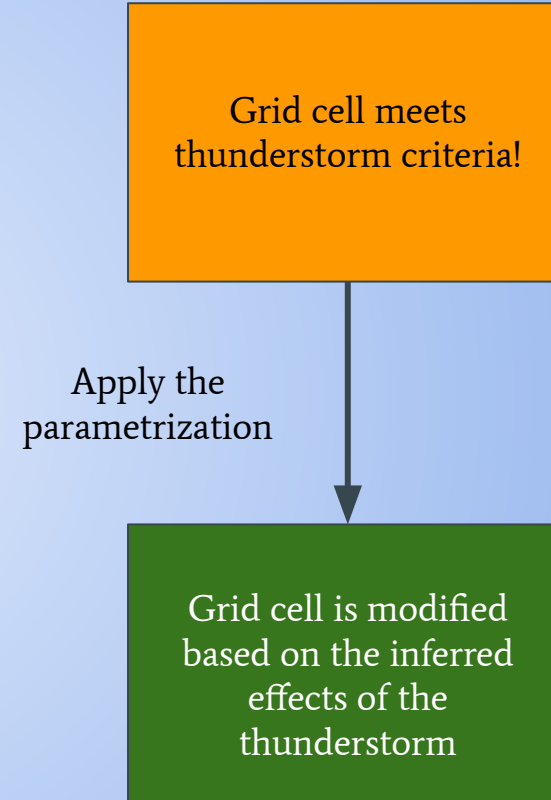 Grid cell meets
thunderstorm criteria!
Apply the
parametrization
Grid cell is modified
based on the inferred
effects of the
thunderstorm